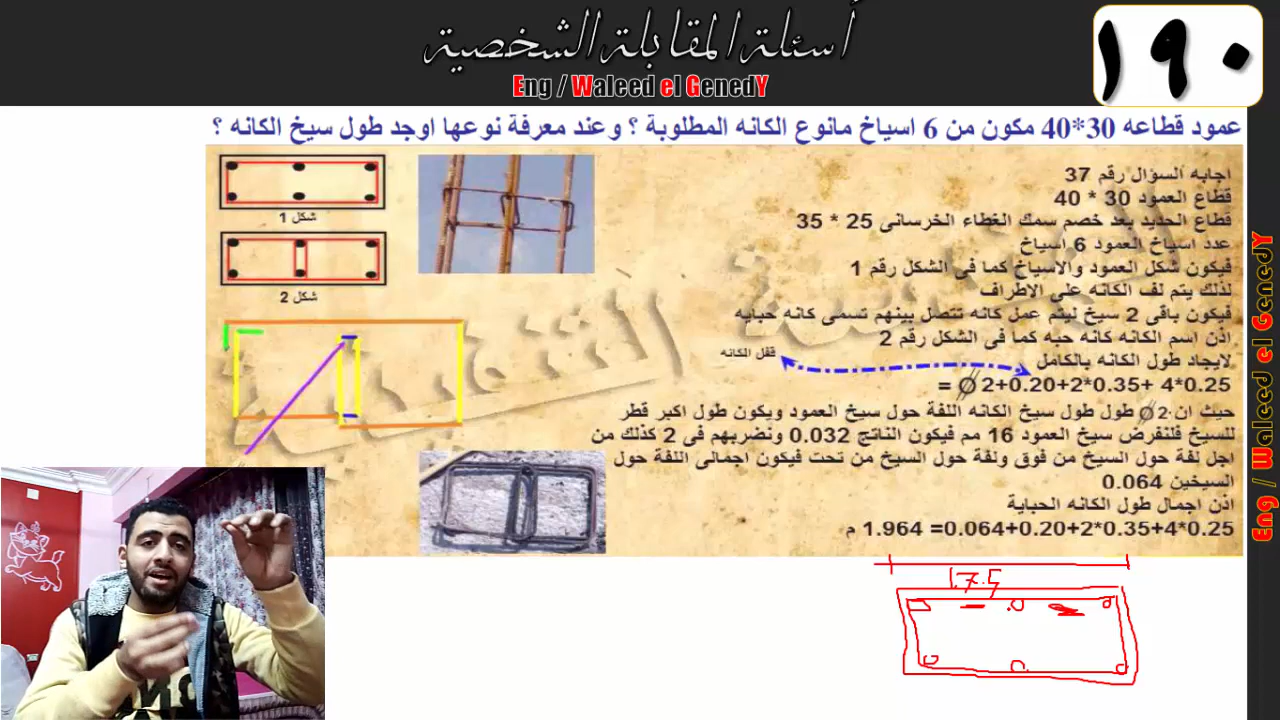 أسئلة المقابلة الشخصية
Eng / Waleed el GenedY
١٩٠
عمود قطاعه 30*40 مكون من 6 اسياخ مانوع الكانه المطلوبة ؟ وعند معرفة نوعها اوجد طول سيخ الكانه ؟
اجابه السؤال رقم 37
قطاع العمود 30 * 40
قطاع الحديد بعد خصم سمك الغطاء الخرسانى 25 * 35
عدد اسياخ العمود 6 اسياخ
فيكون شكل العمود والاسياخ كما فى الشكل رقم 1
لذلك يتم لف الكانه على الاطراف
فيكون باقى 2 سيخ ليتم عمل كانه تتصل بينهم تسمى كانه حبايه
اذن اسم الكانه كانه حبه كما فى الشكل رقم 2
لايجاد طول الكانه بالكامل
قفل الكانه
= ∅ 2+0.20+2*0.35+ 4*0.25
حيث ان ∅2 طول طول سيخ الكانه اللفة حول سيخ العمود ويكون طول اكبر قطر
للسيخ فلنفرض سيخ العمود 16 مم فيكون الناتج 0.032 ونضربهم فى 2 كذلك من
اجل لفة حول السيخ من فوق ولفة حول السيخ من تحت فيكون اجمالى اللفة حول
السيخين 0.064
اذن اجمال طول الكانه الحباية
1.964 =0.064+0.20+2*0.35+4*0.25 م
شكل 1
شكل 2
17.5
Eng / Waleed el GenedY